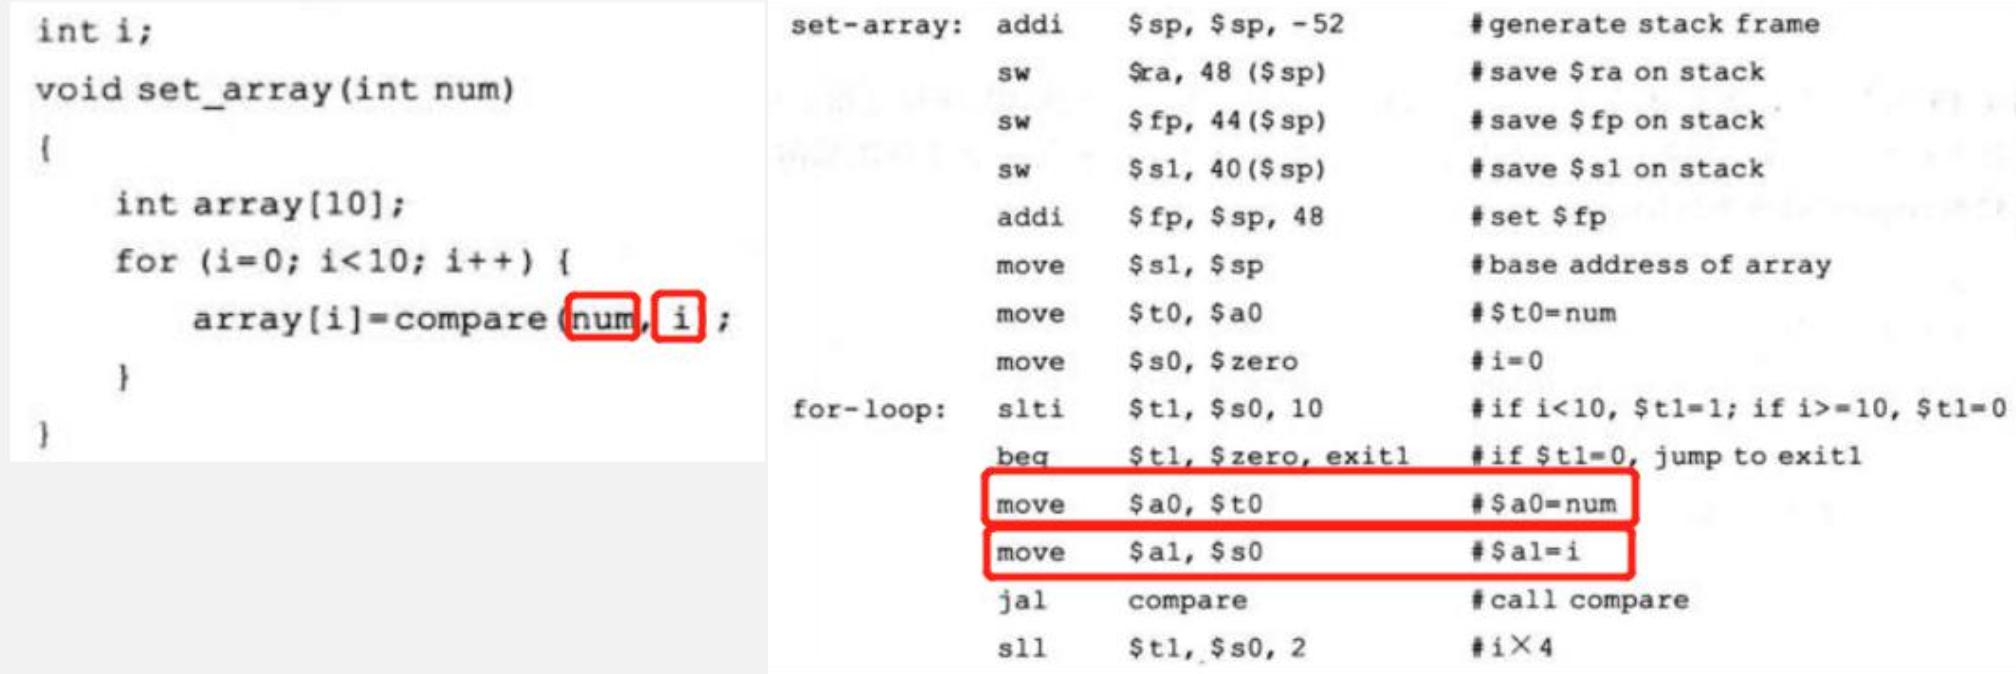 int i;
void set_array(int num)
{
int array[10];
for (i=0; i<10; i++) {
array[i]=compare(num, i);
}
}
set-array: addi $sp, $sp, -52 #generate stack frame
sw $ra, 48 ($sp) #save $ra on stack
sw $fp, 44($sp) #save $fp on stack
sw $s1, 40($sp) #save $s1 on stack
addi $fp, $sp, 48 #set $fp
move $s1, $sp #base address of array
move $t0, $a0 #$t0=num
move $s0, $zero #i=0
for-loop: slti $t1, $s0, 10 #if i<10, $t1=1; if i>=10, $t1=0
beq $t1, $zero, exit1 #if $t1=0, jump to exit1
move $a0, $t0 #$a0=num
move $a1, $s0 #$a1=i
jal compare #call compare
sll $t1, $s0, 2 #i×4